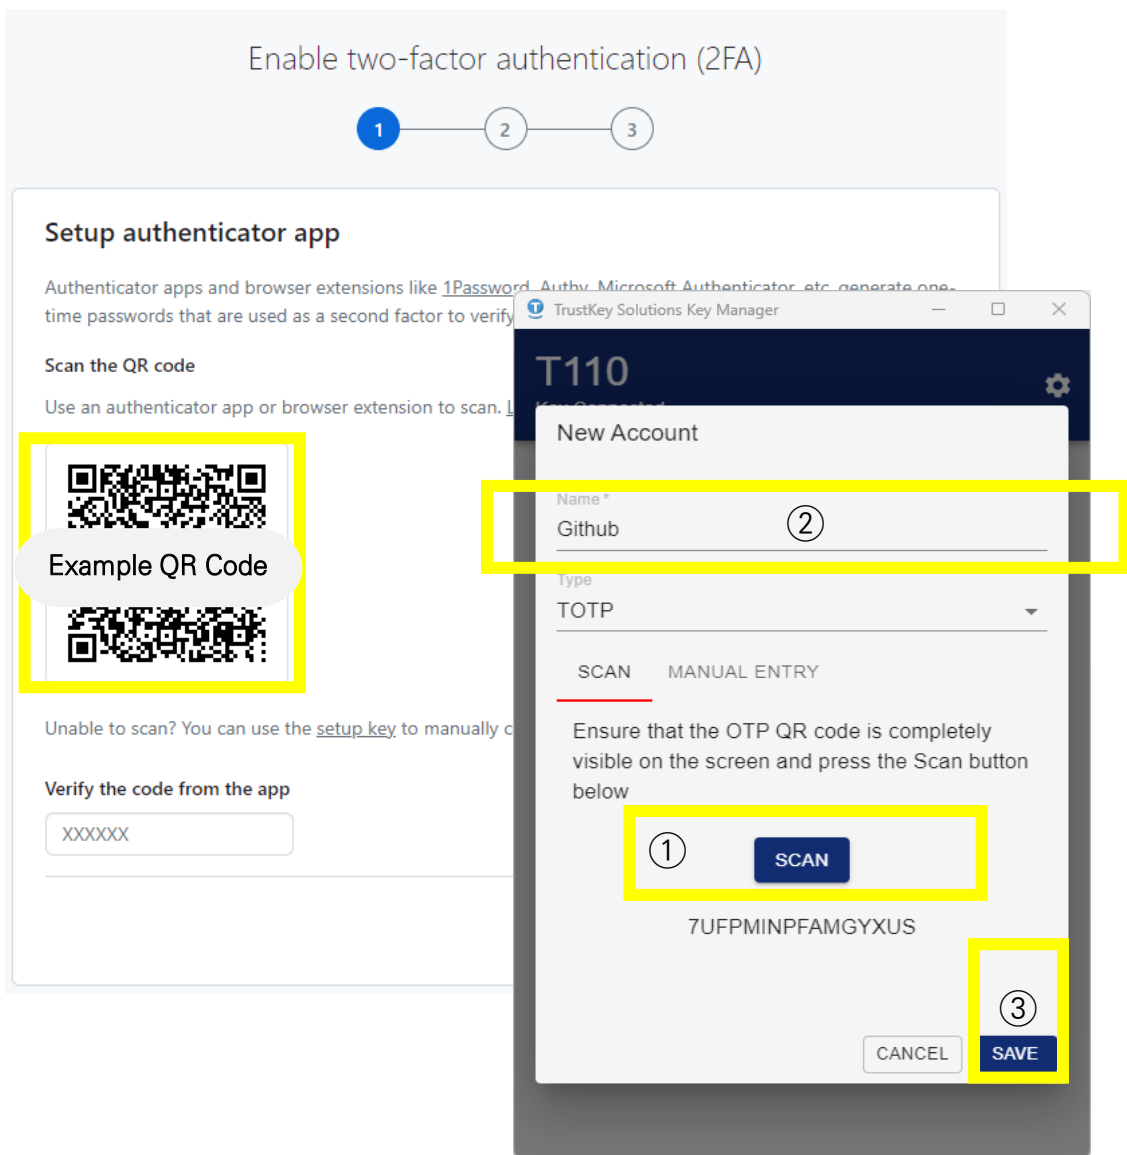 Enable two-factor authentication (2FA)
1
2
3
Setup authenticator app
Authenticator apps and browser extensions like 1Password, Authy, Microsoft Authenticator, etc. generate one-
time passwords that are used as a second factor to verify
Scan the QR code
Use an authenticator app or browser extension to scan.
Example QR Code
Unable to scan? You can use the setup key to manually c
Verify the code from the app
XXXXXX
TrustKey Solutions Key Manager
T110
Key Connected
New Account
Name *
Github
②
Type
TOTP
SCAN MANUAL ENTRY
Ensure that the OTP QR code is completely
visible on the screen and press the Scan button
below
① SCAN
7UFPMINPFAMGYXUS
③
CANCEL SAVE